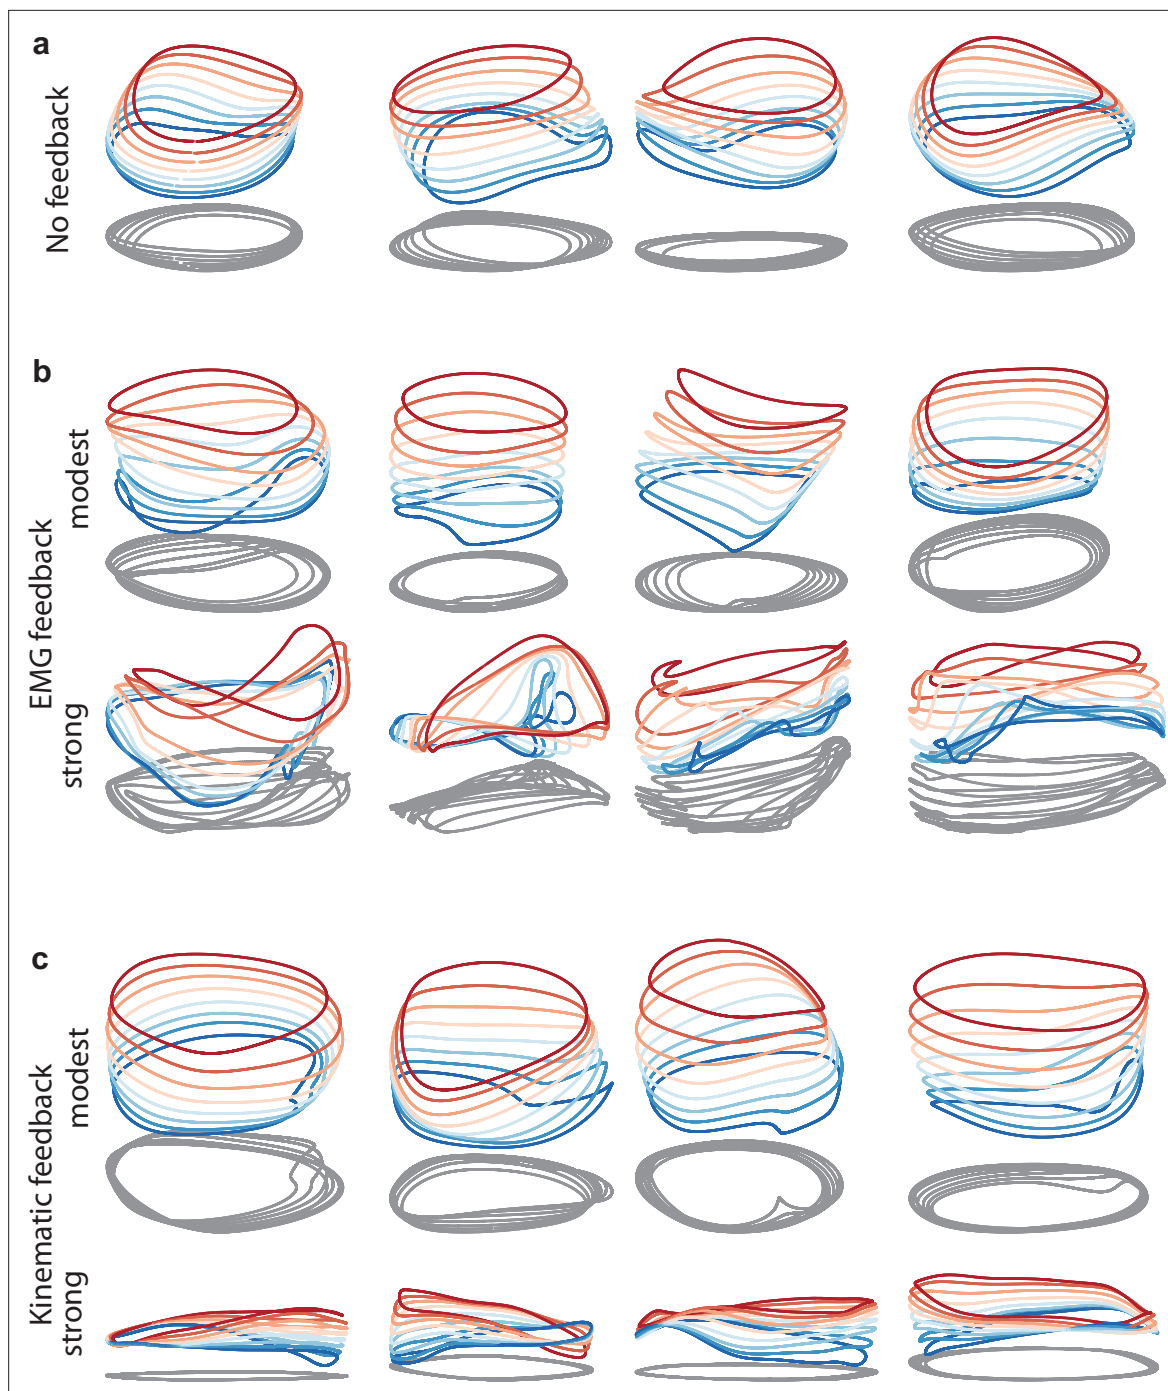 a
No feedback
b
EMG feedback
modest
strong
c
Kinematic feedback
modest
strong